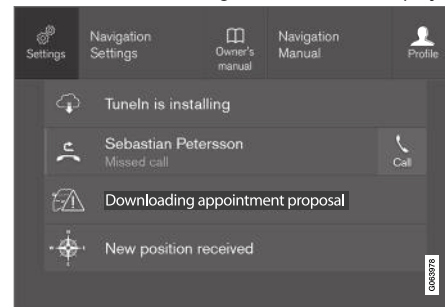 Settings
Navigation
Settings
Owner's
manual
Navigation
Manual
Profile
TuneIn is installing
Sebastian Petersson
Missed call
Call
Downloading appointment proposal
New position received
G063978